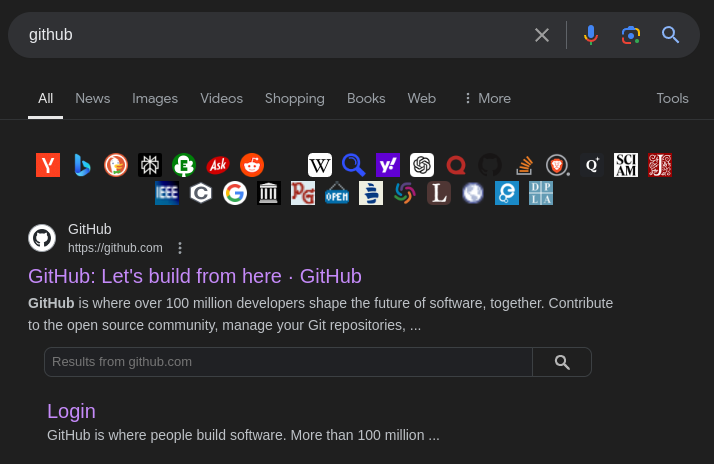 github
All News Images Videos Shopping Books Web More Tools
Y Ask W y! Q SCI AM J
IEEE C G PG OPEN L DPLA
GitHub
https://github.com
GitHub: Let's build from here · GitHub
GitHub is where over 100 million developers shape the future of software, together. Contribute
to the open source community, manage your Git repositories, ...
Results from github.com
Login
GitHub is where people build software. More than 100 million ...